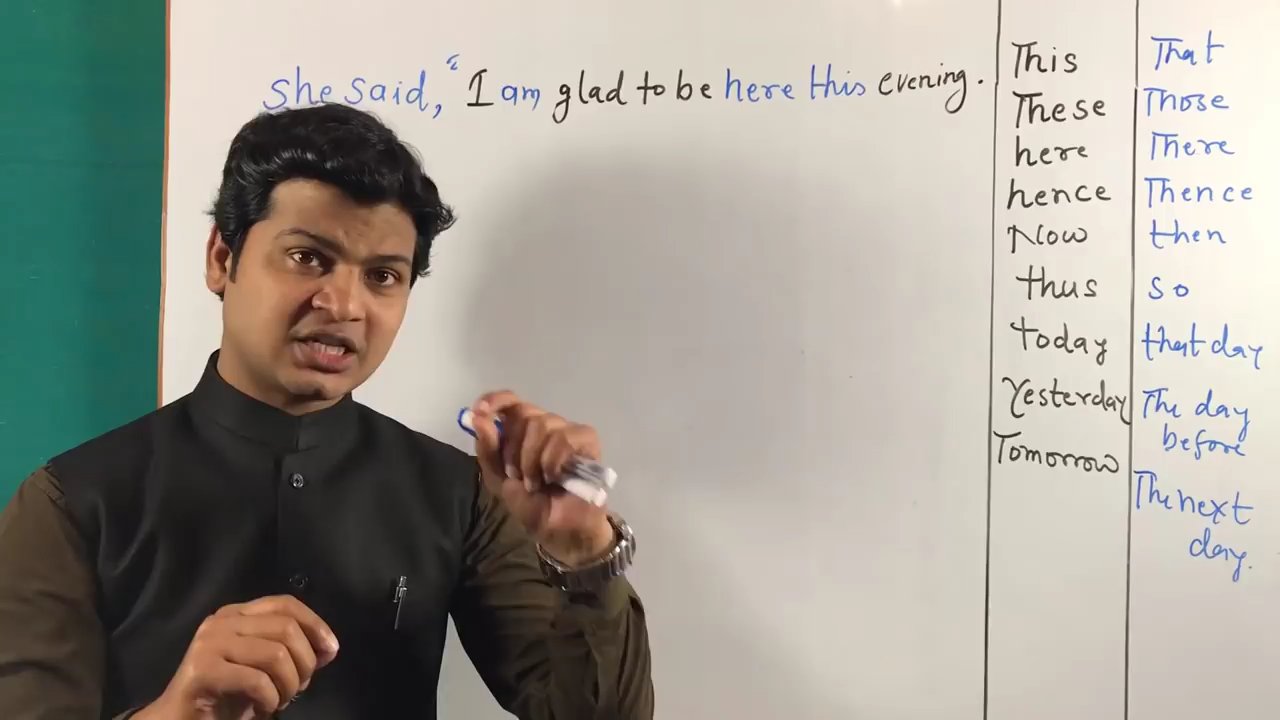 She said, “I am glad to be here this evening.
This That
These Those
here There
hence Thence
Now then
thus so
today that day
Yesterday The day before
Tomorrow The next day.